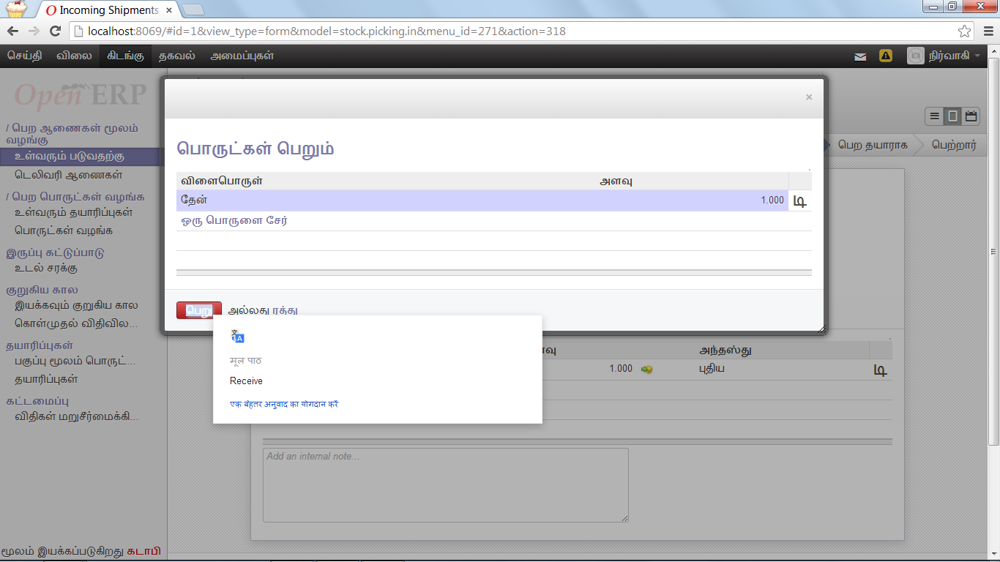 Incoming Shipments
localhost:8069/#id=1&view_type=form&model=stock.picking.in&menu_id=271&action=318
செய்தி விலை கிடங்கு தகவல் அமைப்புகள் நிர்வாகி
Open ERP
/ பெற ஆணைகள் மூலம்
வழங்கு
உள்வரும் படுவதற்கு
டெலிவரி ஆணைகள்
/ பெற பொருட்கள் வழங்க
உள்வரும் தயாரிப்புகள்
பொருட்கள் வழங்க
இருப்பு கட்டுப்பாடு
உடல் சரக்கு
குறுகிய கால
இயக்கவும் குறுகிய கால
கொள்முதல் விதிவில...
தயாரிப்புகள்
பகுப்பு மூலம் பொருட்...
தயாரிப்புகள்
கட்டமைப்பு
விதிகள் மறுசீர்மைக்கி...
மூலம் இயக்கப்படுகிறது கடாபி
பெற தயாராக பெற்றார்
×
பொருட்கள் பெறும்
விளைபொருள் அளவு
தேன் 1.000 டி
ஒரு பொருளை சேர்
பெறு அல்லது ரத்து
मूल पाठ
Receive
एक बेहतर अनुवाद का योगदान करें
வு அந்தஸ்து
1.000 புதிய டி
Add an internal note...